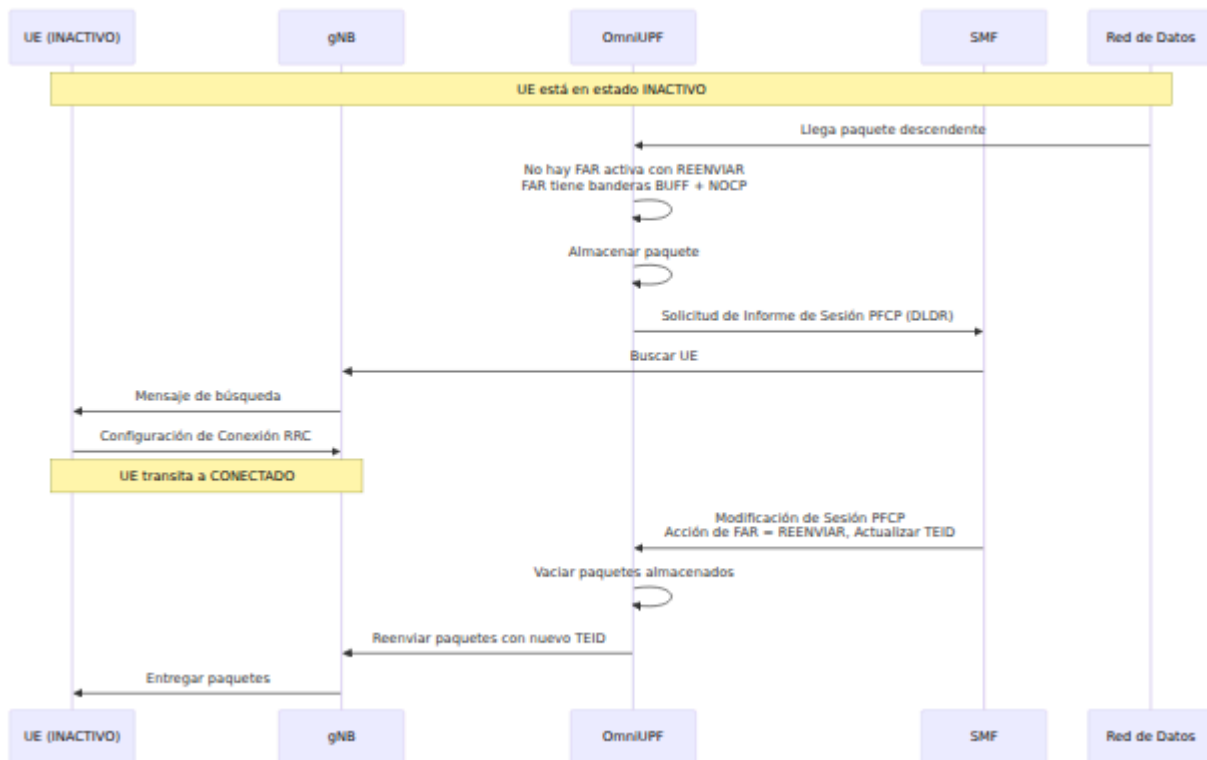 UE (INACTIVO)
gNB
OmniUPF
SMF
Red de Datos
UE está en estado INACTIVO
Llega paquete descendente
No hay FAR activa con REENVIAR
FAR tiene banderas BUFF + NOCP
Almacenar paquete
Solicitud de Informe de Sesión PFCP (DLDR)
Buscar UE
Mensaje de búsqueda
Configuración de Conexión RRC
UE transita a CONECTADO
Modificación de Sesión PFCP
Acción de FAR = REENVIAR, Actualizar TEID
Vaciar paquetes almacenados
Reenviar paquetes con nuevo TEID
Entregar paquetes
UE (INACTIVO)
gNB
OmniUPF
SMF
Red de Datos